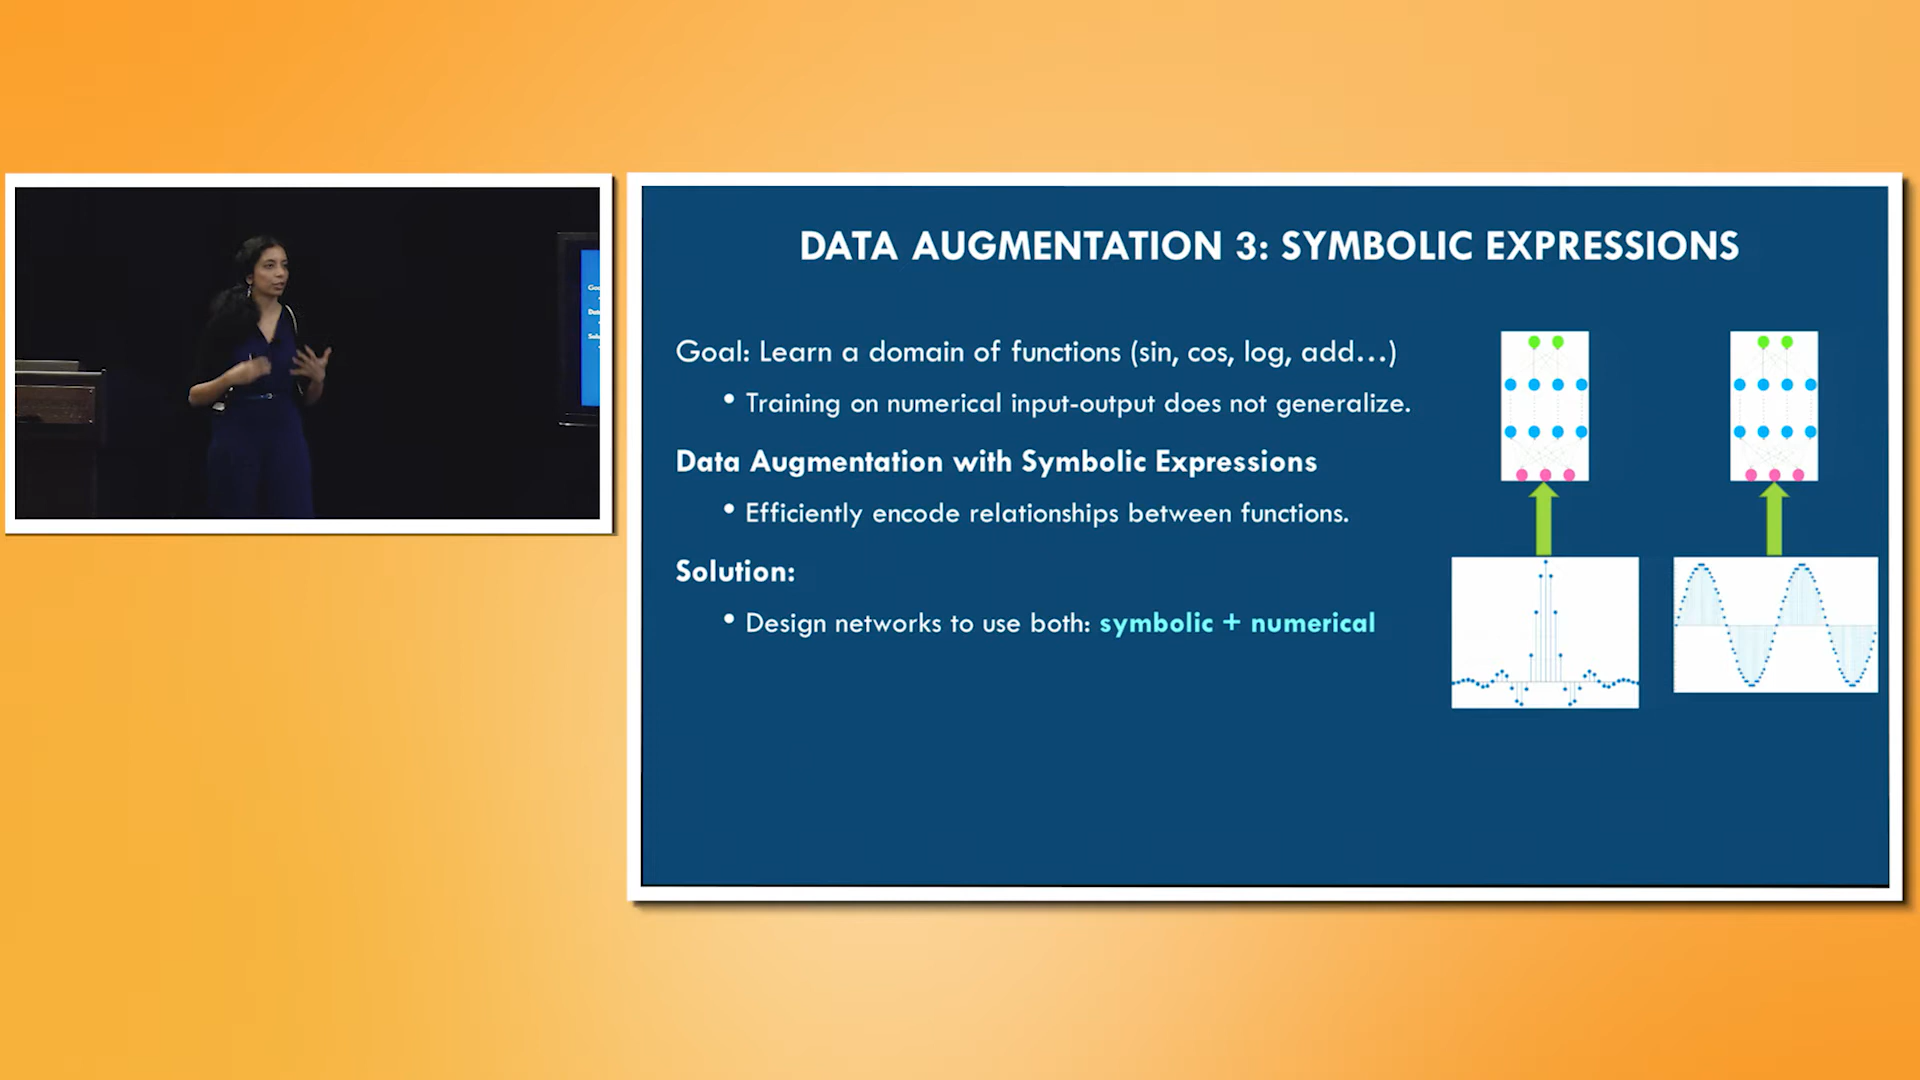 DATA AUGMENTATION 3: SYMBOLIC EXPRESSIONS
Goal: Learn a domain of functions (sin, cos, log, add...)
• Training on numerical input-output does not generalize.
Data Augmentation with Symbolic Expressions
• Efficiently encode relationships between functions.
Solution:
• Design networks to use both: symbolic + numerical